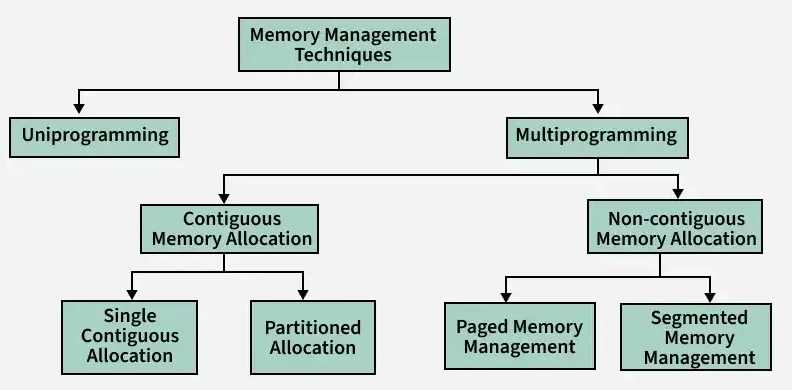 Memory Management
Techniques
Uniprogramming
Multiprogramming
Contiguous
Memory Allocation
Non-contiguous
Memory Allocation
Single
Contiguous
Allocation
Partitioned
Allocation
Paged Memory
Management
Segmented
Memory
Management